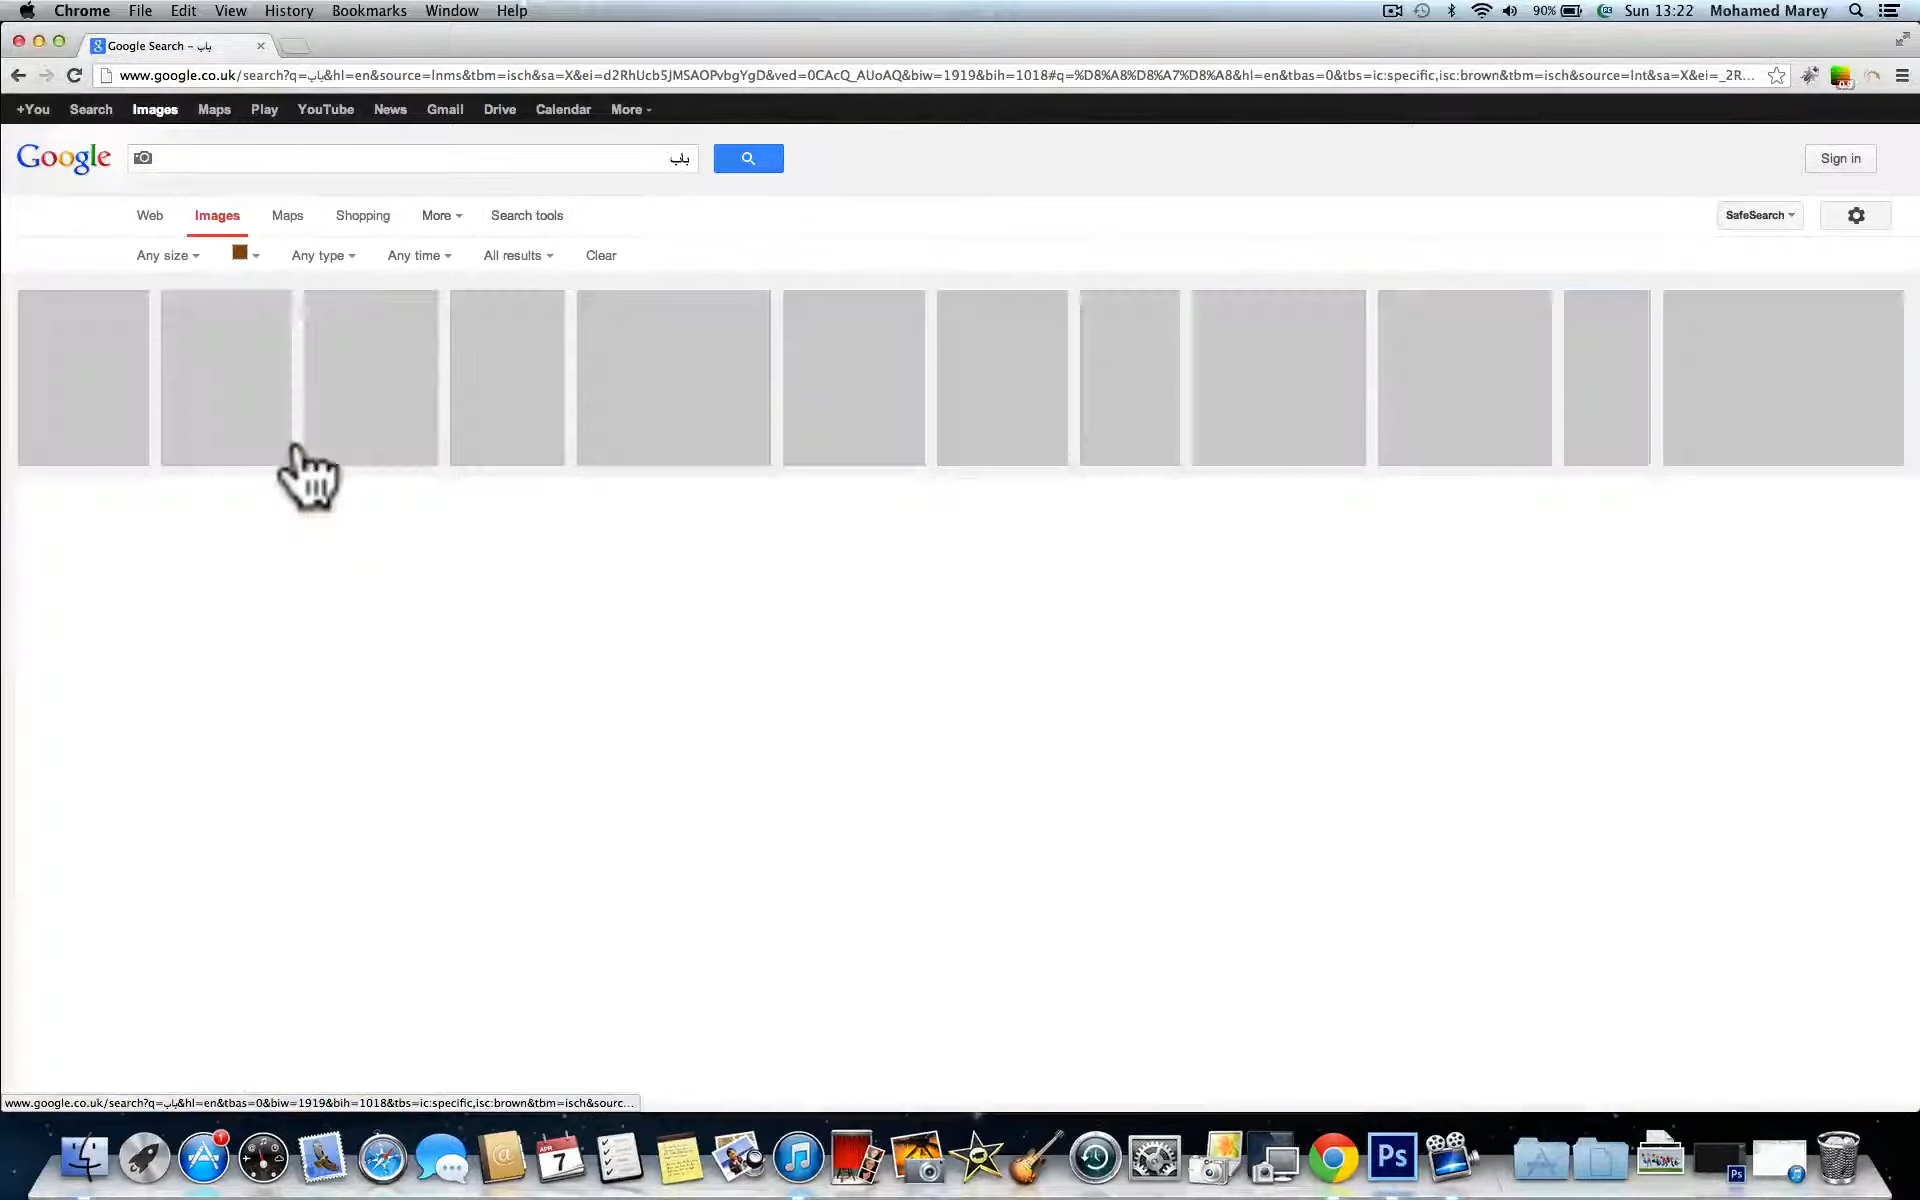 Chrome File Edit View History Bookmarks Window Help 90% Sun 13:22 Mohamed Marey
Google Search - باب
www.google.co.uk/search?q=باب&hl=en&source=lnms&tbm=isch&sa=X&ei=d2RhUcb5JMSAOPvbgYgD&ved=0CAcQ_AUoAQ&biw=1919&bih=1018#q=%D8%A8%D8%A7%D8%A8&hl=en&tbas=0&tbs=ic:specific,isc:brown&tbm=isch&source=lnt&sa=X&ei=_2R...
+You Search Images Maps Play YouTube News Gmail Drive Calendar More
Google باب Sign in
Web Images Maps Shopping More Search tools SafeSearch
Any size Any type Any time All results Clear
www.google.co.uk/search?q=باب&hl=en&tbas=0&biw=1919&bih=1018&tbs=ic:specific,isc:brown&tbm=isch&sourc...
1 APR 7 Ps Ps